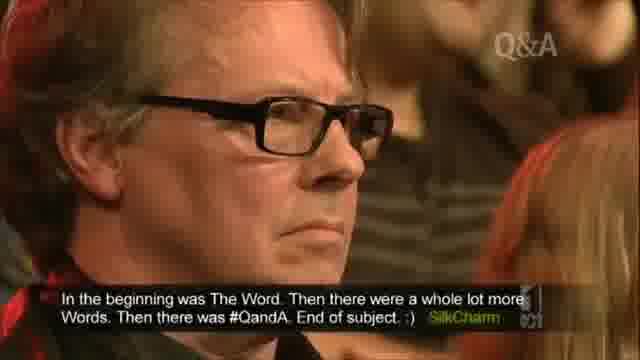 Q&A
In the beginning was The Word. Then there were a whole lot more
Words. Then there was #QandA. End of subject. :) SilkCharm